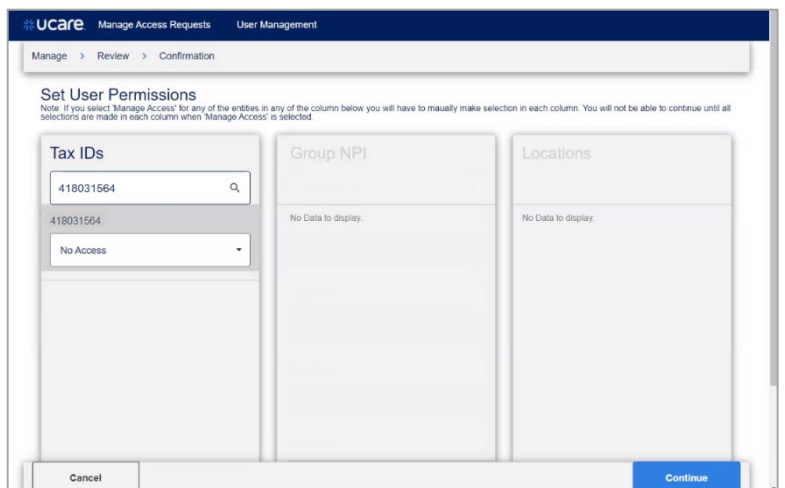 ucare. Manage Access Requests User Management
Manage > Review > Confirmation
Set User Permissions
Note: If you select 'Manage Access' for any of the entities in any of the column below you will have to maually make selection in each column. You will not be able to continue until all
selections are made in each column when 'Manage Access' is selected.
Tax IDs
Group NPI
Locations
418031564
418031564
No Access
No Data to display.
No Data to display.
Cancel
Continue